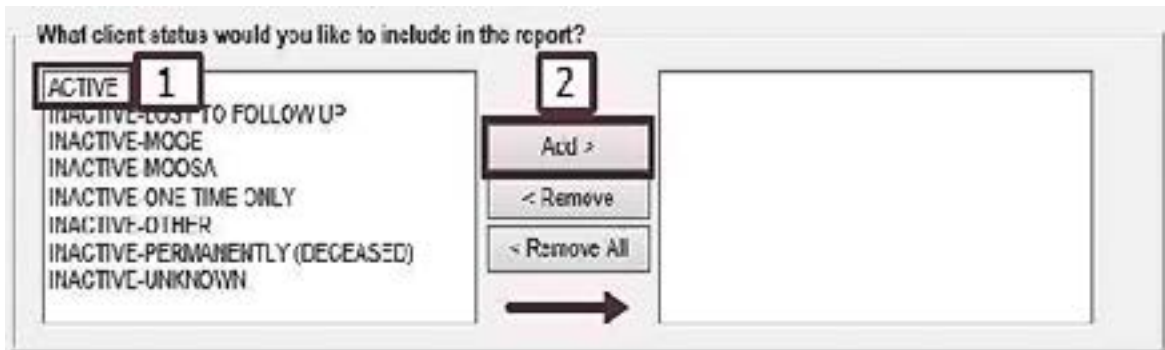 What client status would you like to include in the report?
ACTIVE
1
INACTIVE-LOST TO FOLLOW UP
INACTIVE-MOGE
INACTIVE-MOOSA
INACTIVE-ONE TIME ONLY
INACTIVE-OTHER
INACTIVE-PERMANENTLY (DECEASED)
INACTIVE-UNKNOWN
2
Add >
< Remove
< Remove All